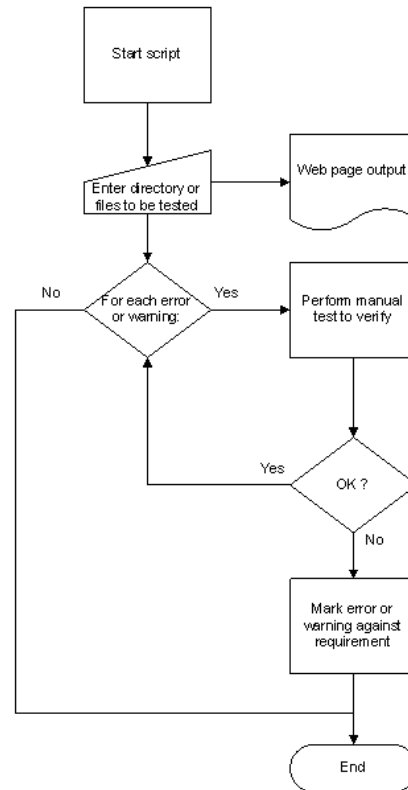 Start script
Enter directory or
files to be tested
Web page output
No
For each error
or warning:
Yes
Perform manual
test to verify
Yes
OK ?
No
Mark error or
warning against
requirement
End